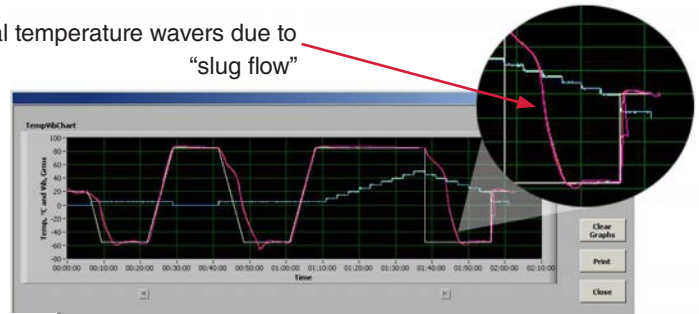 al temperature wavers due to
“slug flow”
TempVibChart
Temp, °C and Vib, Grms
100
80
60
40
20
0
-20
-40
-60
-80
00:00:00 00:10:00 00:20:00 00:30:00 00:40:00 00:50:00 01:00:00 01:10:00 01:20:00 01:30:00 01:40:00 01:50:00 02:00:00 02:10:00
Time
Clear
Graphs
Print
Close